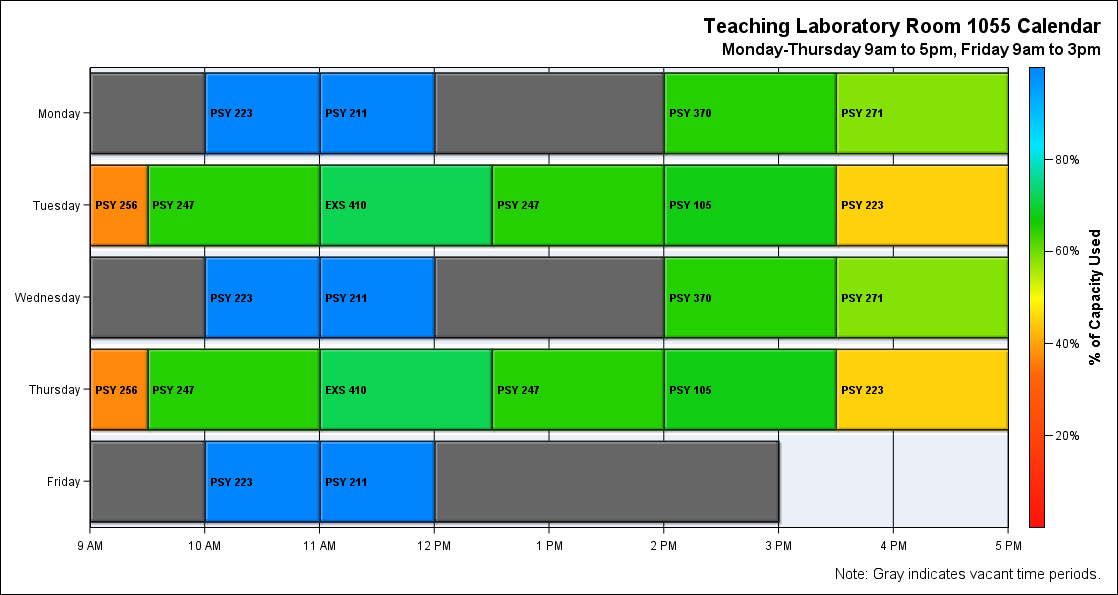 Teaching Laboratory Room 1055 Calendar
Monday-Thursday 9am to 5pm, Friday 9am to 3pm
Monday
PSY 223 PSY 211 PSY 370 PSY 271
Tuesday
PSY 256 PSY 247 EXS 410 PSY 247 PSY 105 PSY 223
Wednesday
PSY 223 PSY 211 PSY 370 PSY 271
Thursday
PSY 256 PSY 247 EXS 410 PSY 247 PSY 105 PSY 223
Friday
PSY 223 PSY 211
9 AM 10 AM 11 AM 12 PM 1 PM 2 PM 3 PM 4 PM 5 PM
80%
60%
40%
20%
% of Capacity Used
Note: Gray indicates vacant time periods.